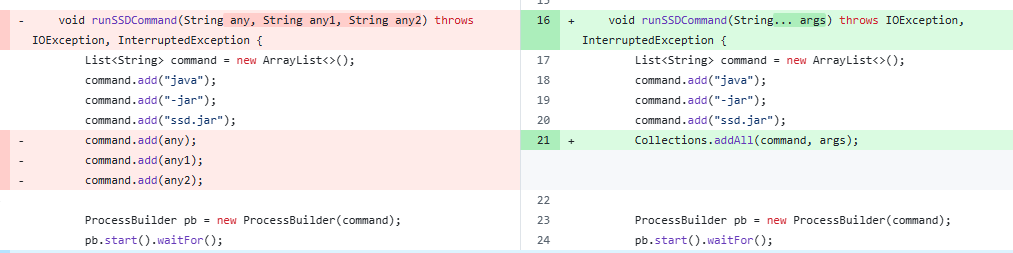 -     void runSSDCommand(String any, String any1, String any2) throws
IOException, InterruptedException {
        List<String> command = new ArrayList<>();
        command.add("java");
        command.add("-jar");
        command.add("ssd.jar");
-         command.add(any);
-         command.add(any1);
-         command.add(any2);
        ProcessBuilder pb = new ProcessBuilder(command);
        pb.start().waitFor();
16 +     void runSSDCommand(String... args) throws IOException,
InterruptedException {
17         List<String> command = new ArrayList<>();
18         command.add("java");
19         command.add("-jar");
20         command.add("ssd.jar");
21 +         Collections.addAll(command, args);
22
23         ProcessBuilder pb = new ProcessBuilder(command);
24         pb.start().waitFor();